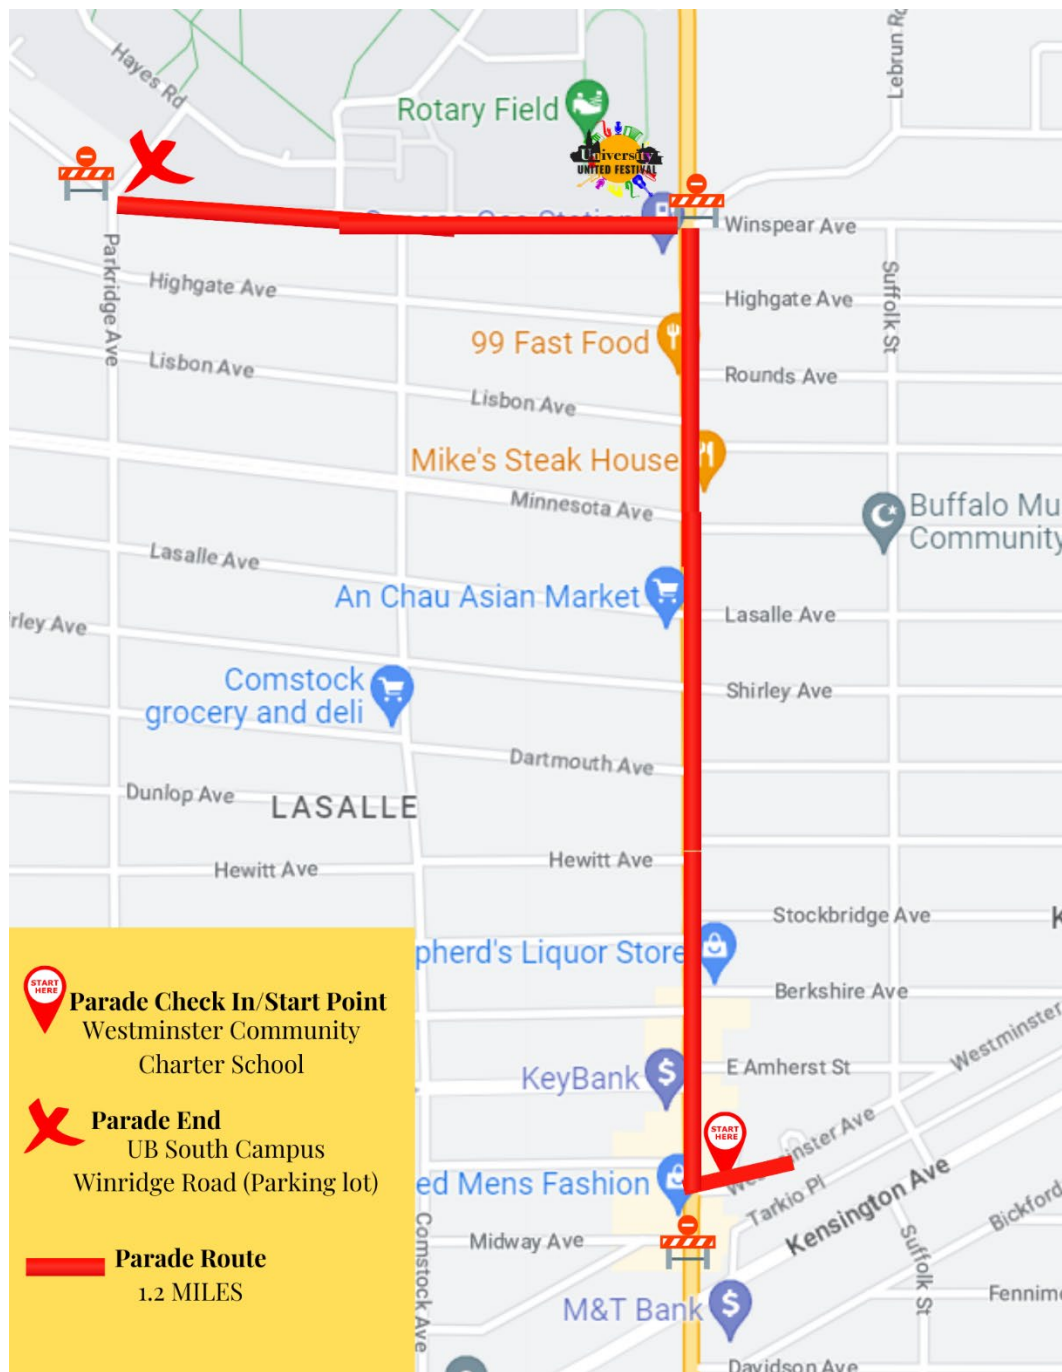 Hayes Rd
Lebrun Rd
Rotary Field
University
UNITED FESTIVAL
Gas Station
Winspear Ave
Parkridge Ave
Highgate Ave
Highgate Ave
Suffolk St
99 Fast Food
Lisbon Ave
Rounds Ave
Lisbon Ave
Mike's Steak House
Minnesota Ave
Buffalo Mu
Community
Lasalle Ave
An Chau Asian Market
Lasalle Ave
irley Ave
Comstock
grocery and deli
Shirley Ave
Dartmouth Ave
Dunlop Ave
LASALLE
Hewitt Ave
Hewitt Ave
Stockbridge Ave
K
pherd's Liquor Store
Berkshire Ave
Westminster
KeyBank
E Amherst St
START
HERE
Westminster Ave
ed Mens Fashion
Tarkio Pl
Kensington Ave
Midway Ave
Comstock Ave
Suffolk St
Bickford
Fennim
M&T Bank
Davidson Ave
START
HERE
Parade Check In/Start Point
Westminster Community
Charter School
Parade End
UB South Campus
Winridge Road (Parking lot)
Parade Route
1.2 MILES